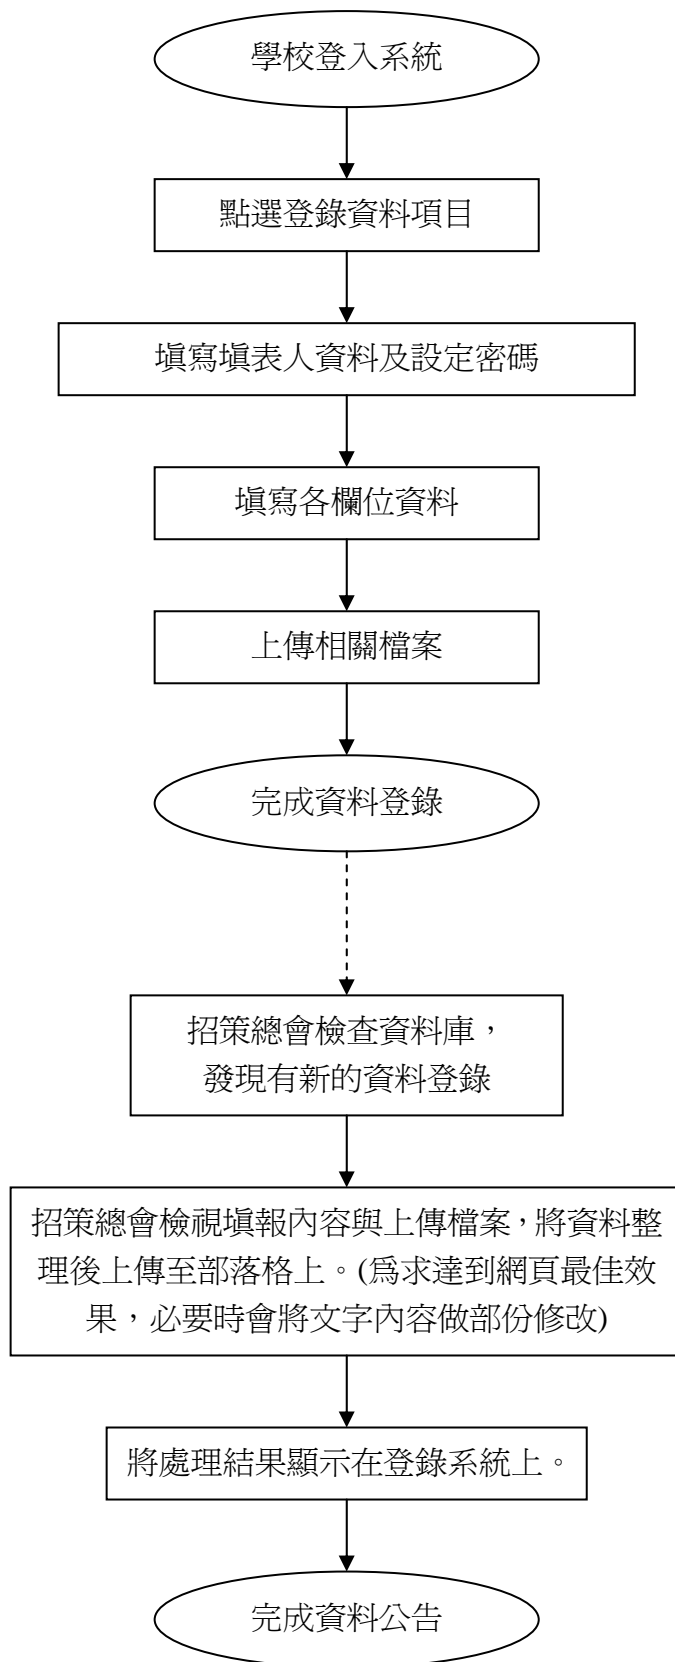 學校登入系統
點選登錄資料項目
填寫填表人資料及設定密碼
填寫各欄位資料
上傳相關檔案
完成資料登錄
招策總會檢查資料庫，
發現有新的資料登錄
招策總會檢視填報內容與上傳檔案，將資料整
理後上傳至部落格上。(為求達到網頁最佳效
果，必要時會將文字內容做部份修改)
將處理結果顯示在登錄系統上。
完成資料公告